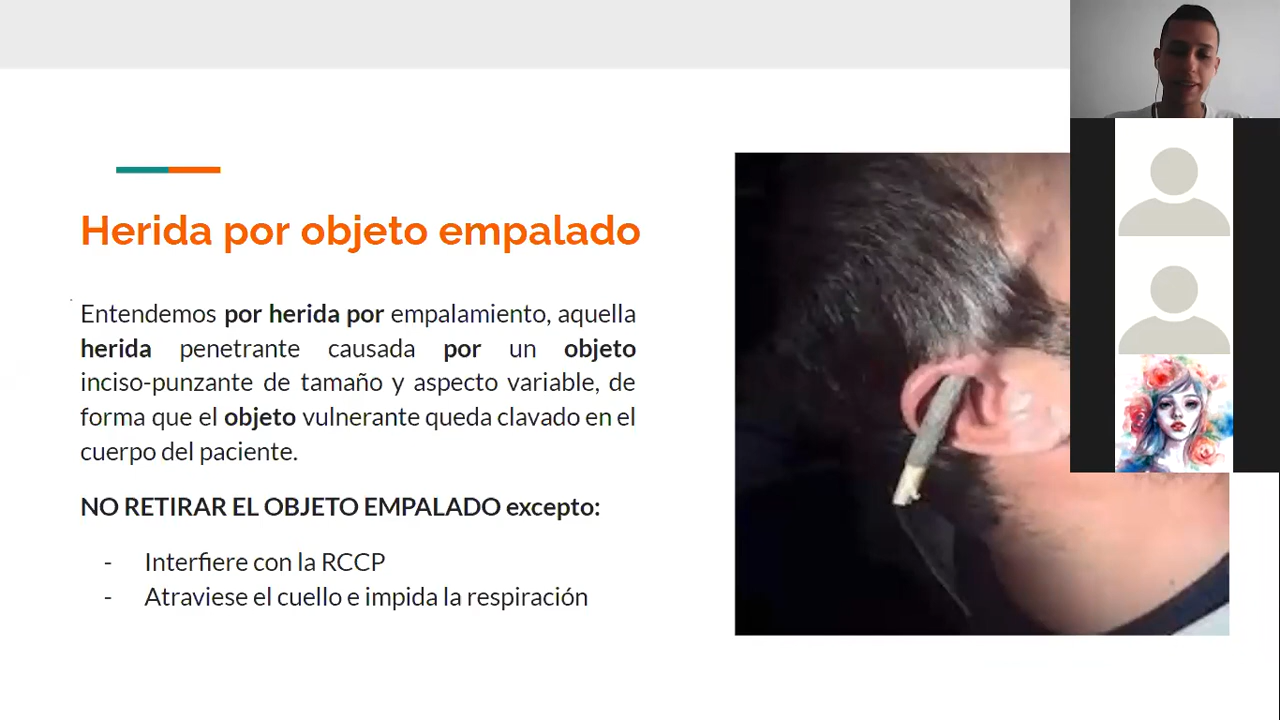 Herida por objeto empalado
Entendemos por herida por empalamiento, aquella
herida penetrante causada por un objeto
inciso-punzante de tamaño y aspecto variable, de
forma que el objeto vulnerante queda clavado en el
cuerpo del paciente.
NO RETIRAR EL OBJETO EMPALADO excepto:
- Interfiere con la RCCP
- Atraviese el cuello e impida la respiración